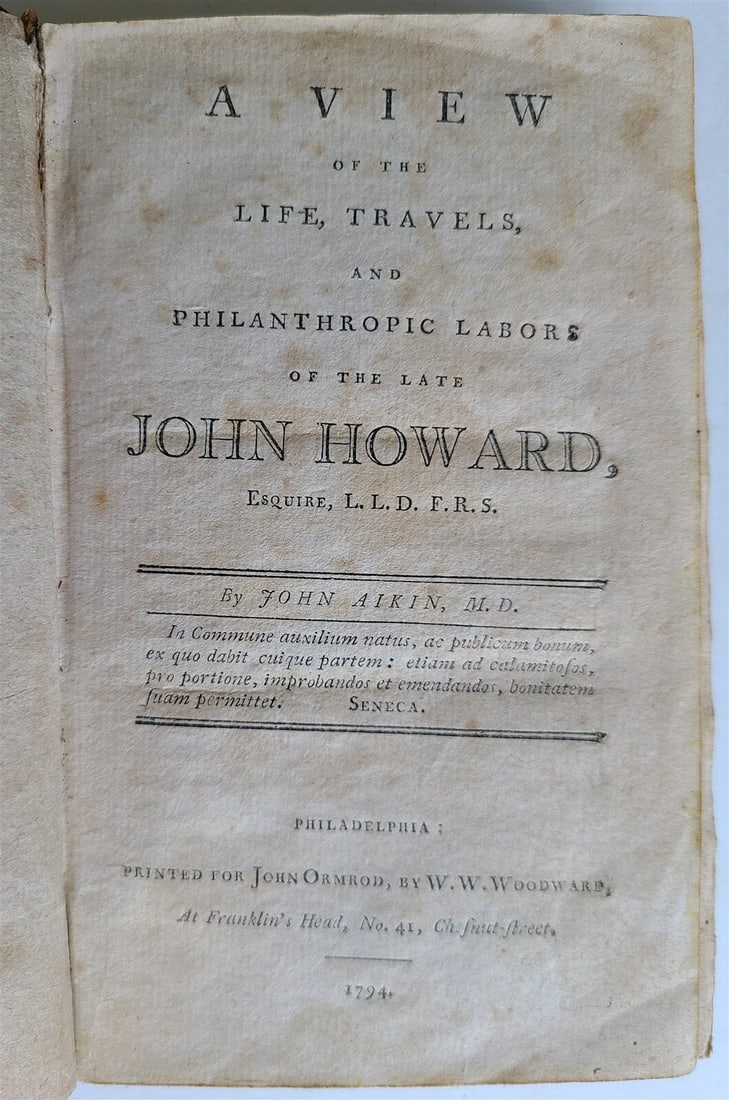 A VIEW
OF THE
LIFE, TRAVELS,
AND
PHILANTHROPIC LABORS
OF THE LATE
JOHN HOWARD,
ESQUIRE, L. L. D. F. R. S.
By JOHN AIKIN, M. D.
In Commune auxilium natus, ac publicum bonum,
ex quo dabit cuique partem : etiam ad calamitoſos,
pro portione, improbandos et emendandos, bonitatem
ſuam permittet. SENECA.
PHILADELPHIA :
PRINTED FOR JOHN ORMROD, BY W. W. WOODWARD,
At Franklin's Head, No. 41, Cheſnut-ſtreet.
1794.